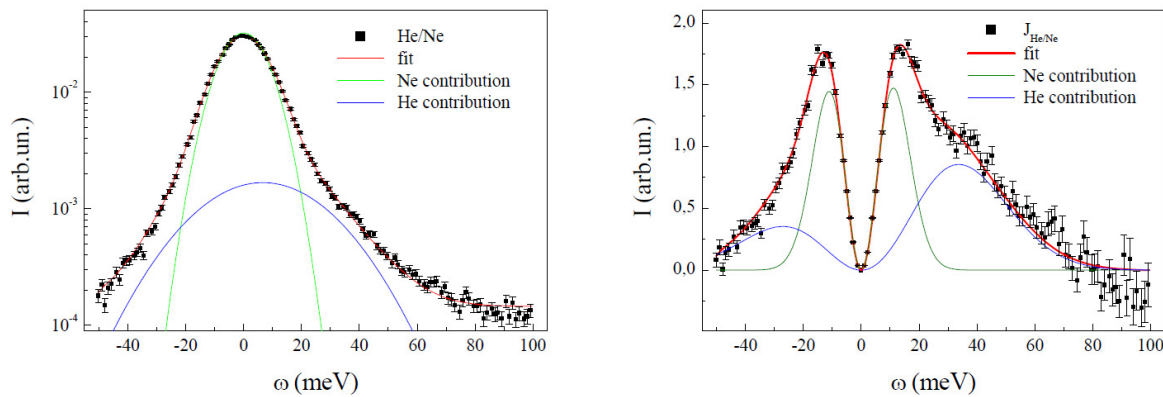 He/Ne
fit
Ne contribution
He contribution
10⁻²
10⁻³
10⁻⁴
I (arb.un.)
-40 -20 0 20 40 60 80 100
ω (meV)
2,0
1,5
1,0
0,5
0,0
I (arb.un.)
J_He/Ne
fit
Ne contribution
He contribution
-40 -20 0 20 40 60 80 100
ω (meV)